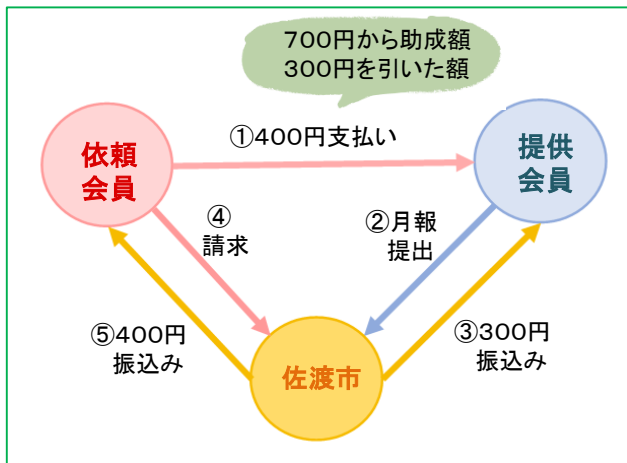 700円から助成額
300円を引いた額
①400円支払い
依頼
会員
提供
会員
④
請求
②月報
提出
⑤400円
振込み
③300円
振込み
佐渡市